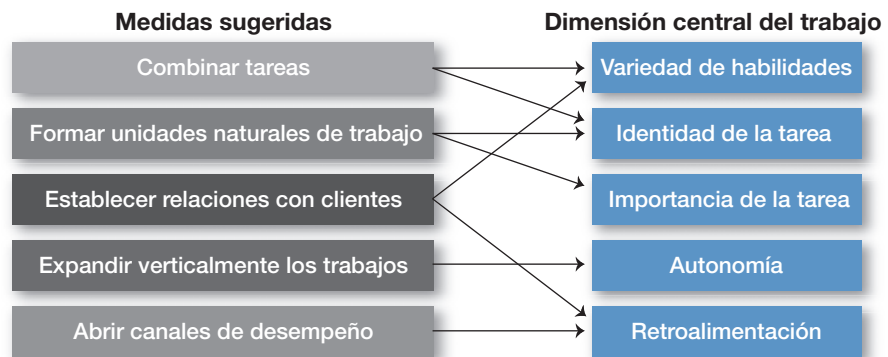 Medidas sugeridas
Dimensión central del trabajo
Combinar tareas
Variedad de habilidades
Formar unidades naturales de trabajo
Identidad de la tarea
Establecer relaciones con clientes
Importancia de la tarea
Expandir verticalmente los trabajos
Autonomía
Abrir canales de desempeño
Retroalimentación